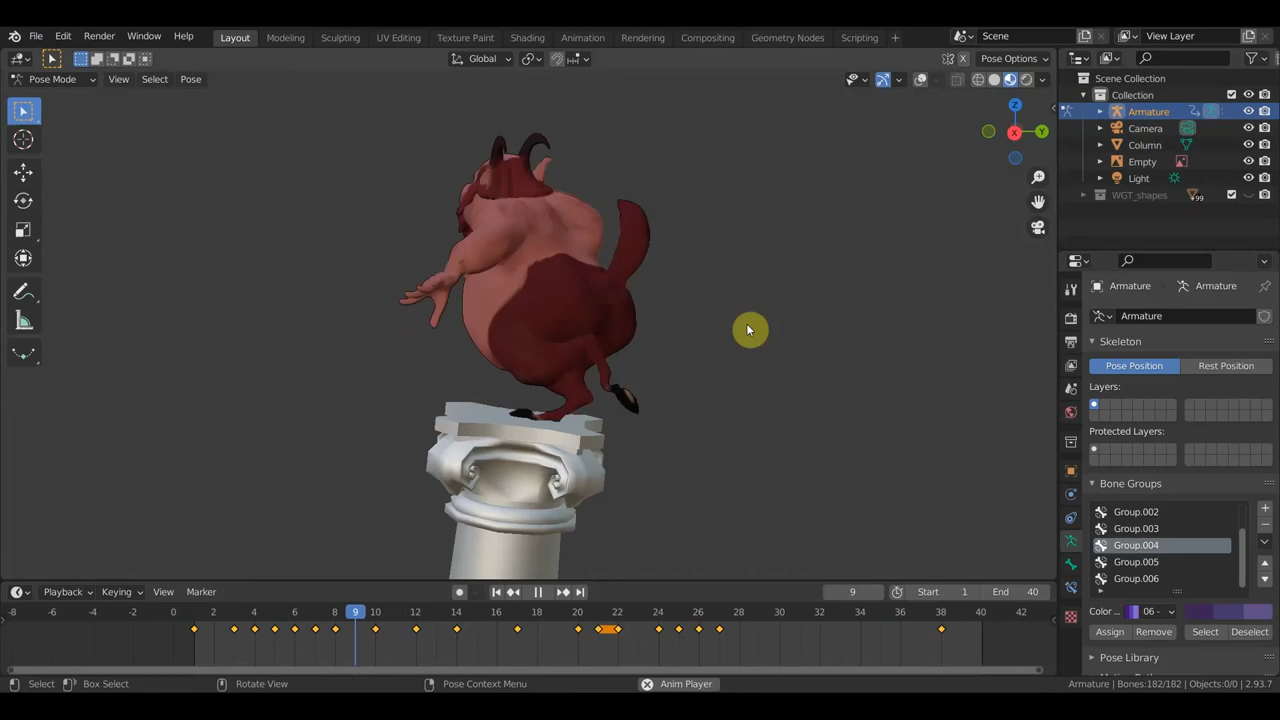 File Edit Render Window Help Layout Modeling Sculpting UV Editing Texture Paint Shading Animation Rendering Compositing Geometry Nodes Scripting Scene View Layer
Global X Pose Options
Pose Mode View Select Pose
Scene Collection
Collection
Armature
Camera
Column
Empty
Light
WGT_shapes +99
Z
X
Y
Armature Armature
Armature
Skeleton
Pose Position Rest Position
Layers:
Protected Layers:
Bone Groups
Group.002
Group.003
Group.004
Group.005
Group.006
Color ... 06 -
Assign Remove Select Deselect
Pose Library
Playback Keying View Marker 9 Start 1 End 40
-8 -6 -4 -2 0 2 4 6 8 9 10 12 14 16 18 20 22 24 26 28 30 32 34 36 38 40 42
Select Box Select Rotate View Pose Context Menu Anim Player Armature | Bones:182/182 | Objects:0/0 | 2.93.7